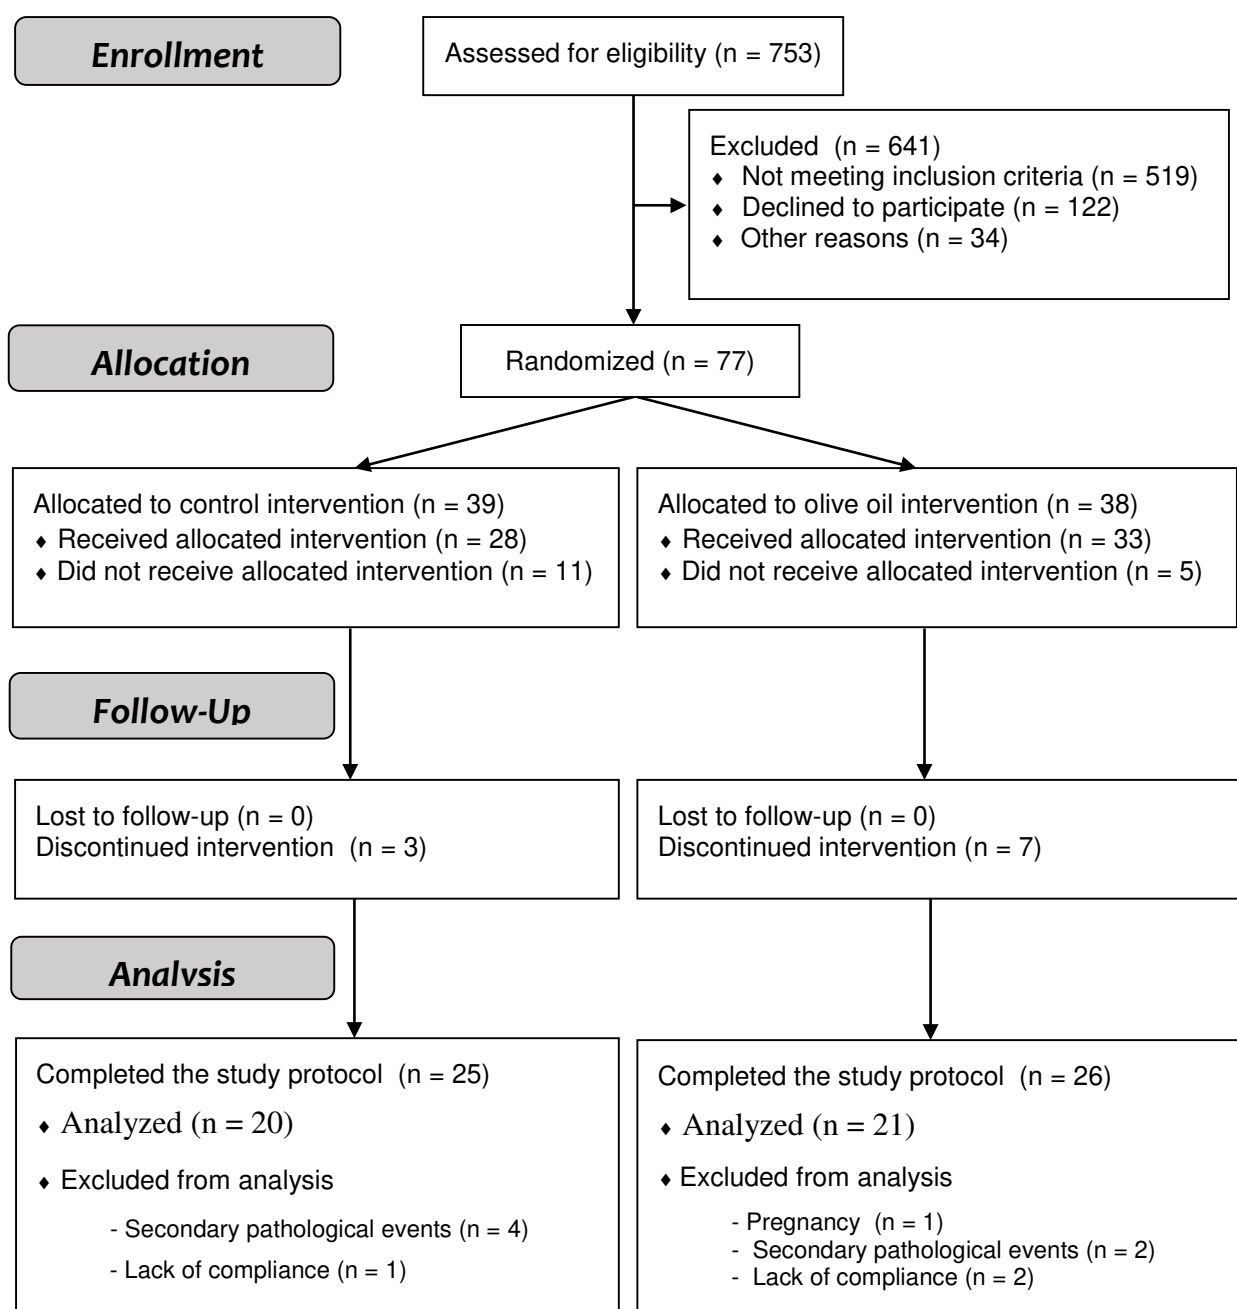 Enrollment
Assessed for eligibility (n = 753)
Excluded (n = 641)
♦ Not meeting inclusion criteria (n = 519)
♦ Declined to participate (n = 122)
♦ Other reasons (n = 34)
Allocation
Randomized (n = 77)
Allocated to control intervention (n = 39)
♦ Received allocated intervention (n = 28)
♦ Did not receive allocated intervention (n = 11)
Allocated to olive oil intervention (n = 38)
♦ Received allocated intervention (n = 33)
♦ Did not receive allocated intervention (n = 5)
Follow-Up
Lost to follow-up (n = 0)
Discontinued intervention (n = 3)
Lost to follow-up (n = 0)
Discontinued intervention (n = 7)
Analysis
Completed the study protocol (n = 25)
♦ Analyzed (n = 20)
♦ Excluded from analysis
- Secondary pathological events (n = 4)
- Lack of compliance (n = 1)
Completed the study protocol (n = 26)
♦ Analyzed (n = 21)
♦ Excluded from analysis
- Pregnancy (n = 1)
- Secondary pathological events (n = 2)
- Lack of compliance (n = 2)